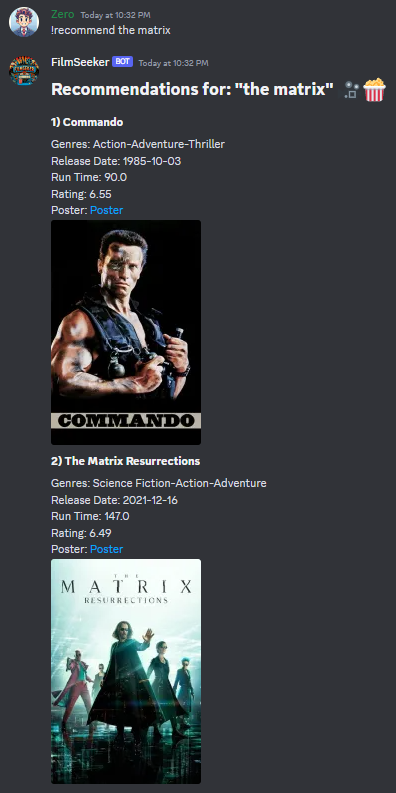 Zero Today at 10:32 PM
!recommend the matrix
FilmSeeker BOT Today at 10:32 PM
Recommendations for: "the matrix"
1) Commando
Genres: Action-Adventure-Thriller
Release Date: 1985-10-03
Run Time: 90.0
Rating: 6.55
Poster: Poster
COMMANDO
2) The Matrix Resurrections
Genres: Science Fiction-Action-Adventure
Release Date: 2021-12-16
Run Time: 147.0
Rating: 6.49
Poster: Poster
THE
MATRIX
RESURRECTIONS